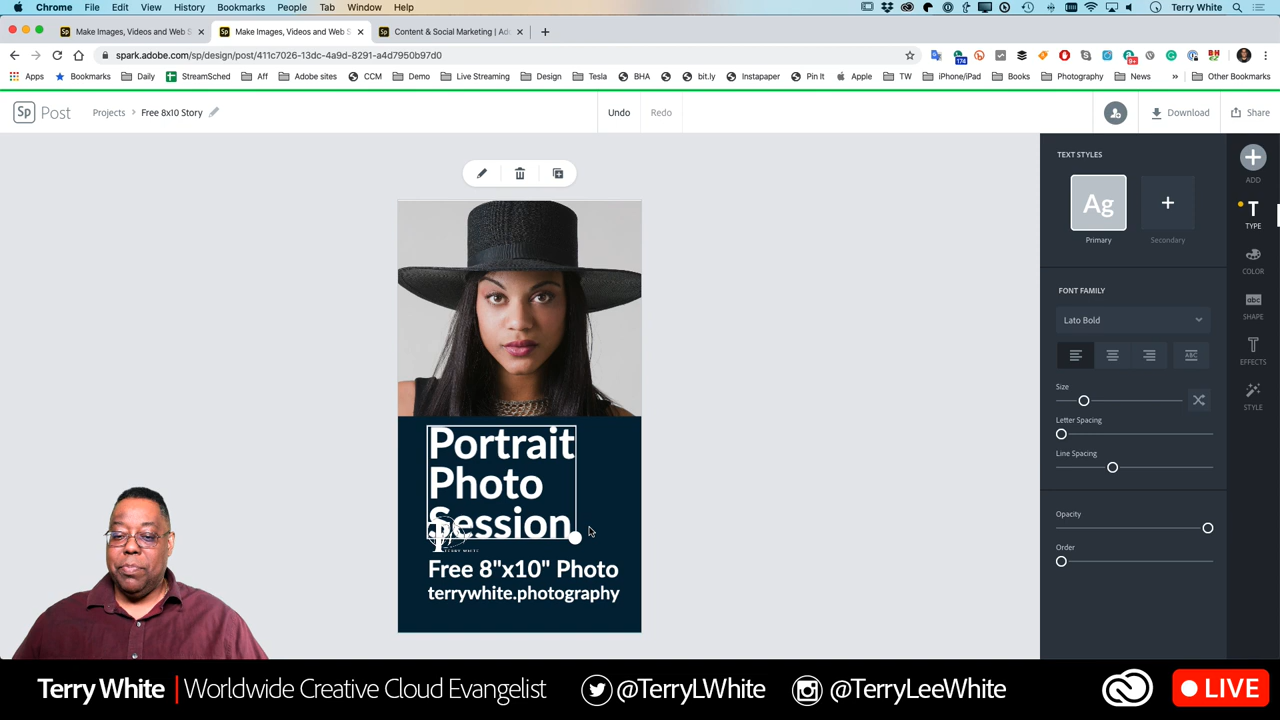 Chrome File Edit View History Bookmarks People Tab Window Help
Terry White
Make Images, Videos and Web S
Make Images, Videos and Web S
Content & Social Marketing | Ad
spark.adobe.com/sp/design/post/411c7026-13dc-4a9d-8291-a4d7950b97d0
174
9+
Apps Bookmarks Daily StreamSched Aff Adobe sites CCM Demo Live Streaming Design Tesla BHA bit.ly Instapaper Pin It Apple TW iPhone/iPad Books Photography News Other Bookmarks
Sp Post Projects > Free 8x10 Story Undo Redo Download Share
TEXT STYLES
Ag
Primary
Secondary
ADD
TYPE
COLOR
abc
SHAPE
EFFECTS
STYLE
FONT FAMILY
Lato Bold
ABC
Size
Letter Spacing
Line Spacing
Opacity
Order
Portrait
Photo
Session
TERRY WHITE
Free 8"x10" Photo
terrywhite.photography
Terry White | Worldwide Creative Cloud Evangelist @TerryLWhite @TerryLeeWhite LIVE